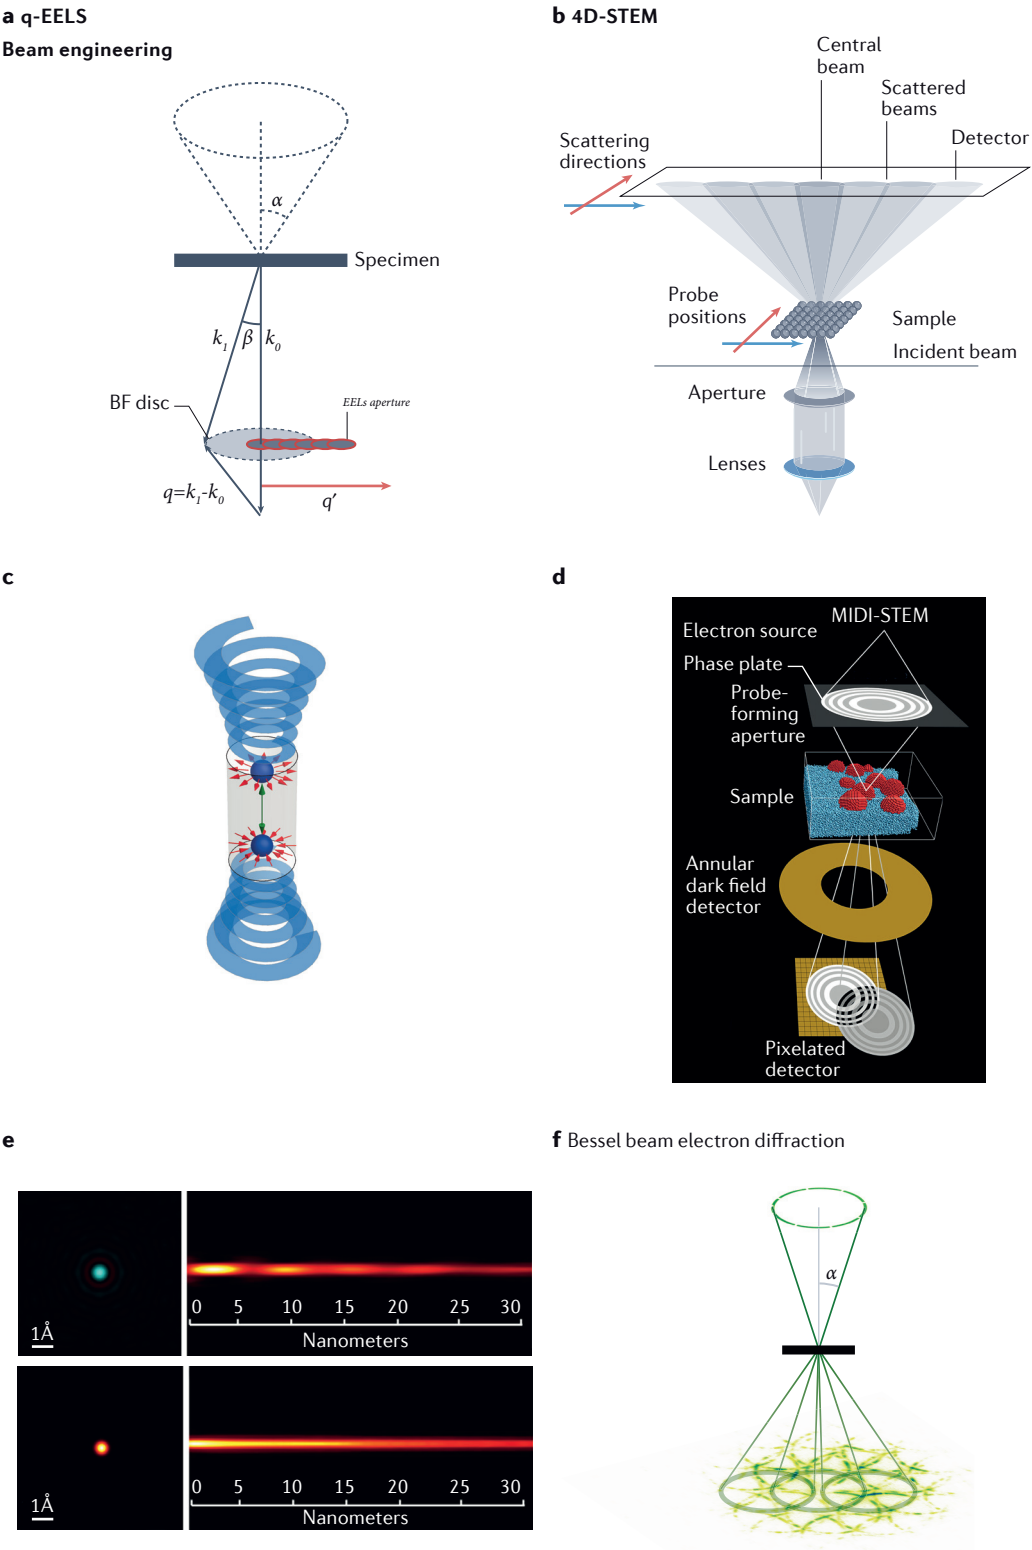 a q-EELS
Beam engineering
α
Specimen
k1 β k0
BF disc
EELs aperture
q=k1-k0
q′
b 4D-STEM
Central
beam
Scattered
beams
Detector
Scattering
directions
Probe
positions
Sample
Incident beam
Aperture
Lenses
c
d
MIDI-STEM
Electron source
Phase plate
Probe-
forming
aperture
Sample
Annular
dark field
detector
Pixelated
detector
e
1Å
0 5 10 15 20 25 30
Nanometers
1Å
0 5 10 15 20 25 30
Nanometers
f Bessel beam electron diffraction
α